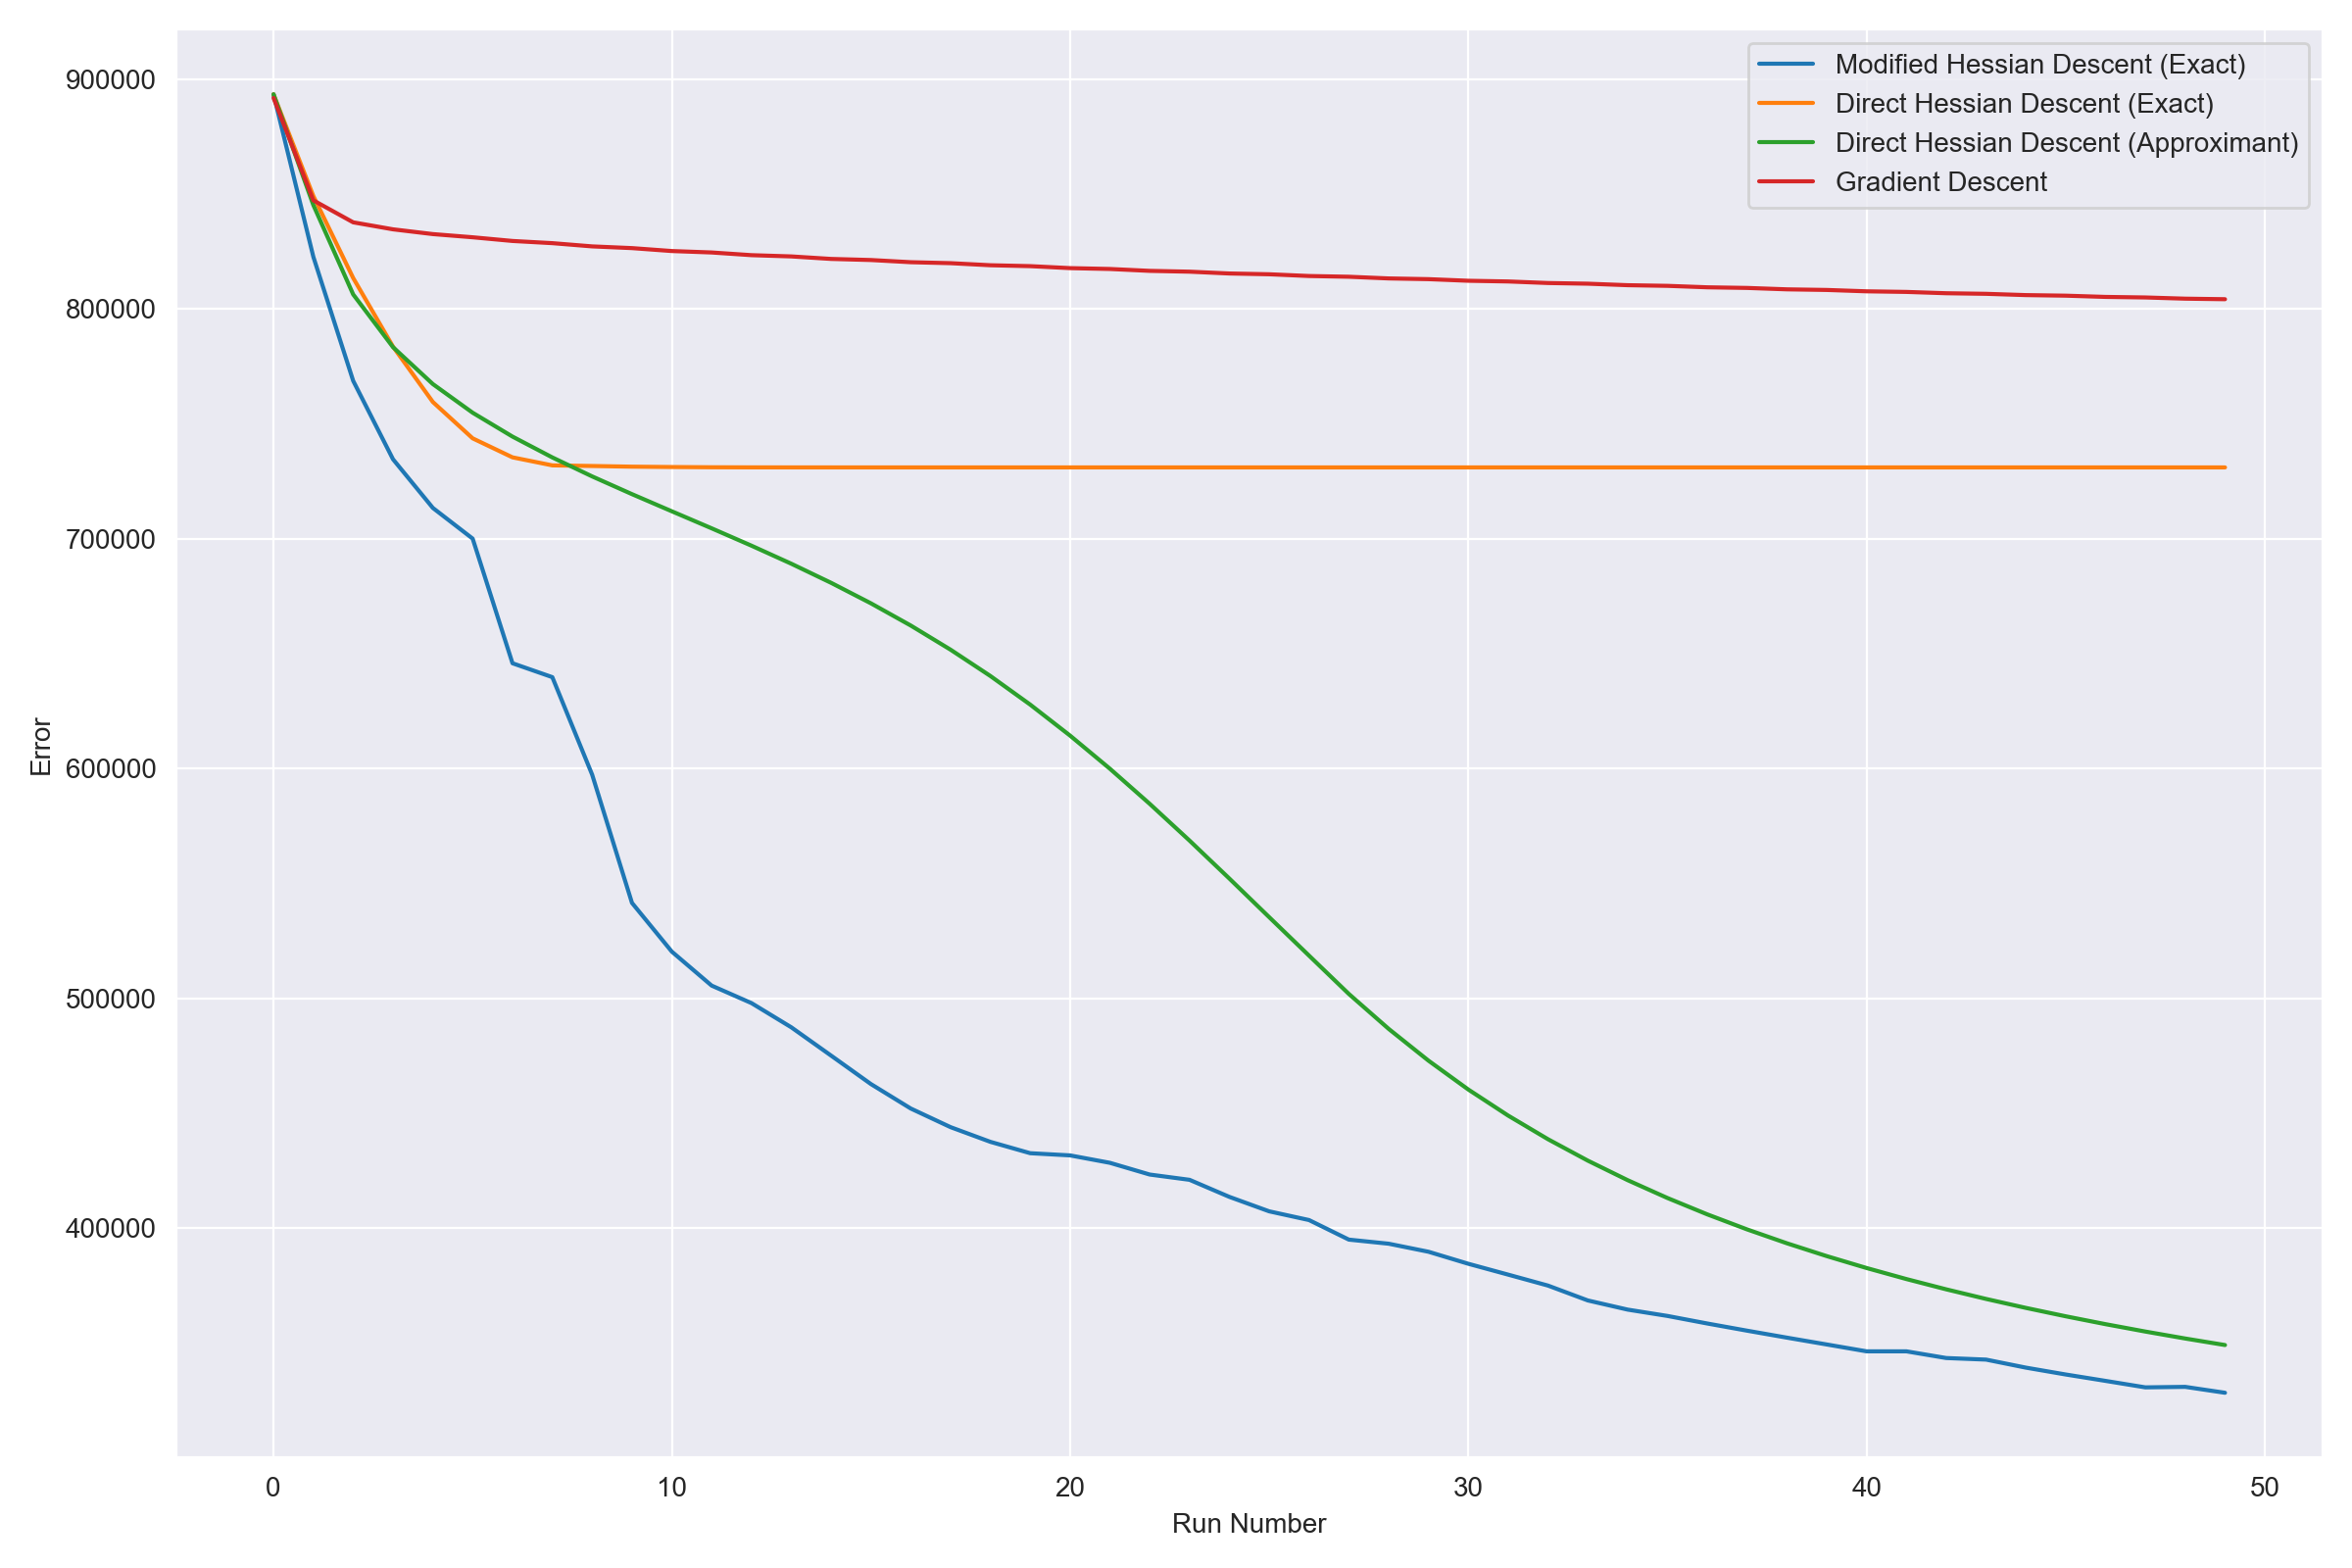 900000
800000
700000
600000
500000
400000
Error
0 10 20 30 40 50
Run Number
Modified Hessian Descent (Exact)
Direct Hessian Descent (Exact)
Direct Hessian Descent (Approximant)
Gradient Descent